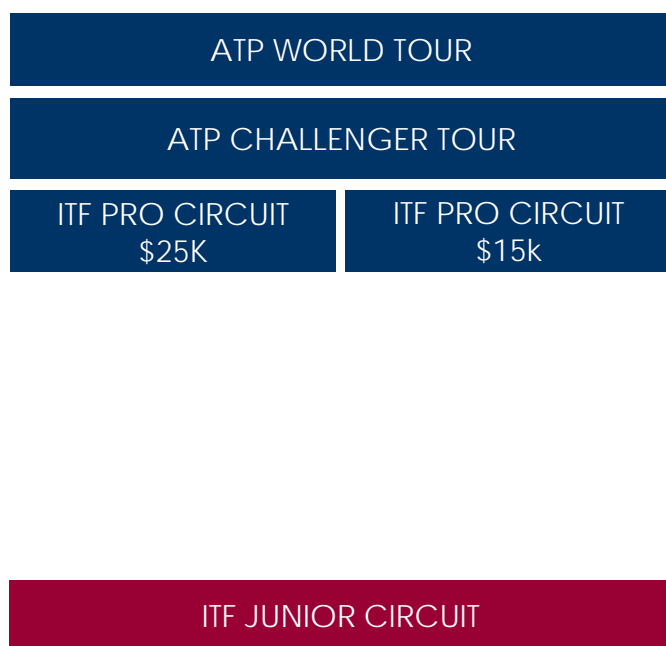 ATP WORLD TOUR
ATP CHALLENGER TOUR
ITF PRO CIRCUIT
$25K
ITF PRO CIRCUIT
$15k
ITF JUNIOR CIRCUIT